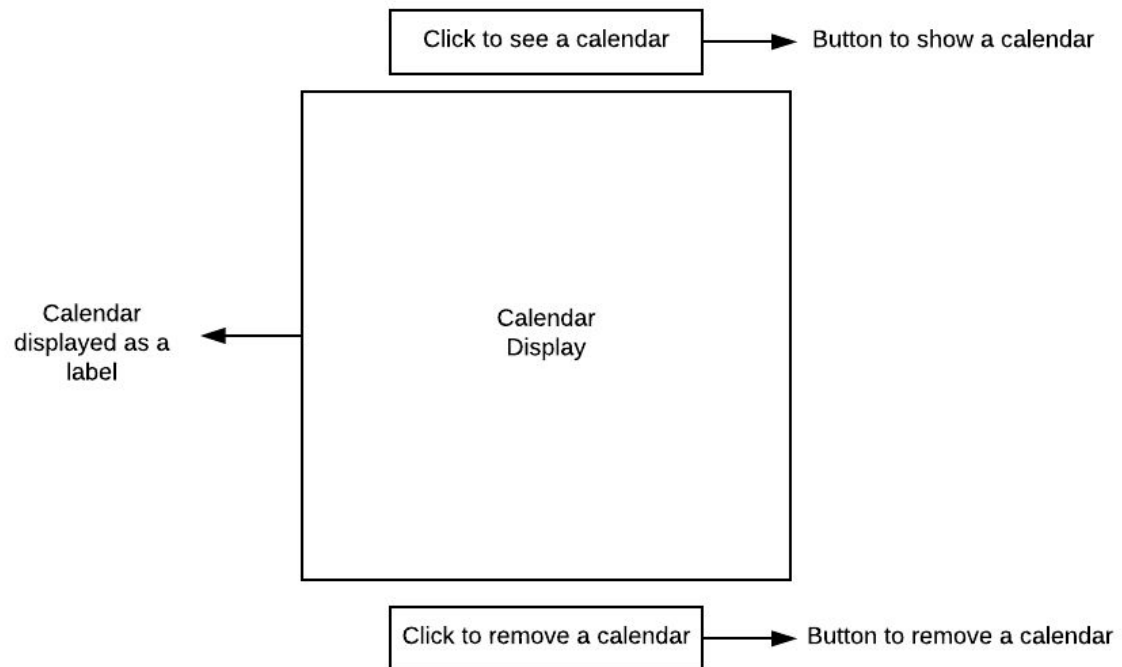 Click to see a calendar
Button to show a calendar
Calendar
displayed as a
label
Calendar
Display
Click to remove a calendar
Button to remove a calendar